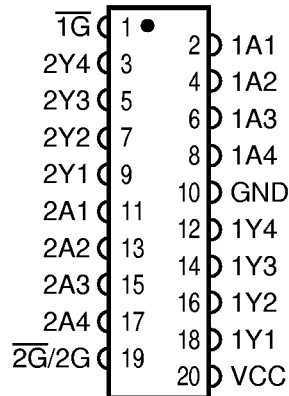 1G 1
2 1A1
2Y4 3
4 1A2
2Y3 5
6 1A3
2Y2 7
8 1A4
2Y1 9
10 GND
2A1 11
12 1Y4
2A2 13
14 1Y3
2A3 15
16 1Y2
2A4 17
18 1Y1
2G/2G 19
20 VCC